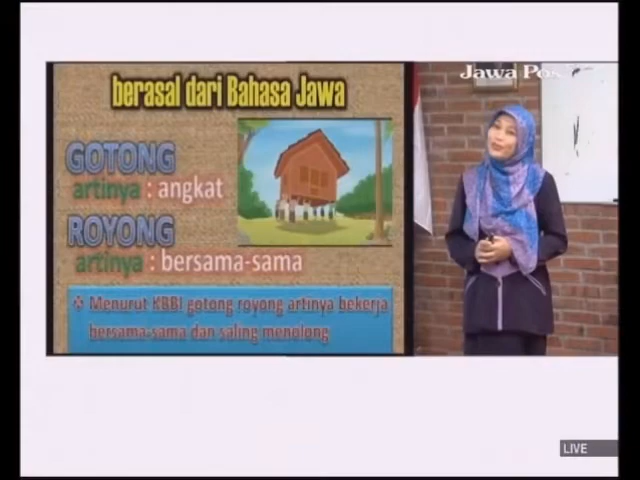 berasal dari Bahasa Jawa
Jawa Pos
GOTONG
artinya : angkat
ROYONG
artinya : bersama-sama
❖ Menurut KBBI gotong royong artinya bekerja
bersama-sama dan saling menolong
LIVE